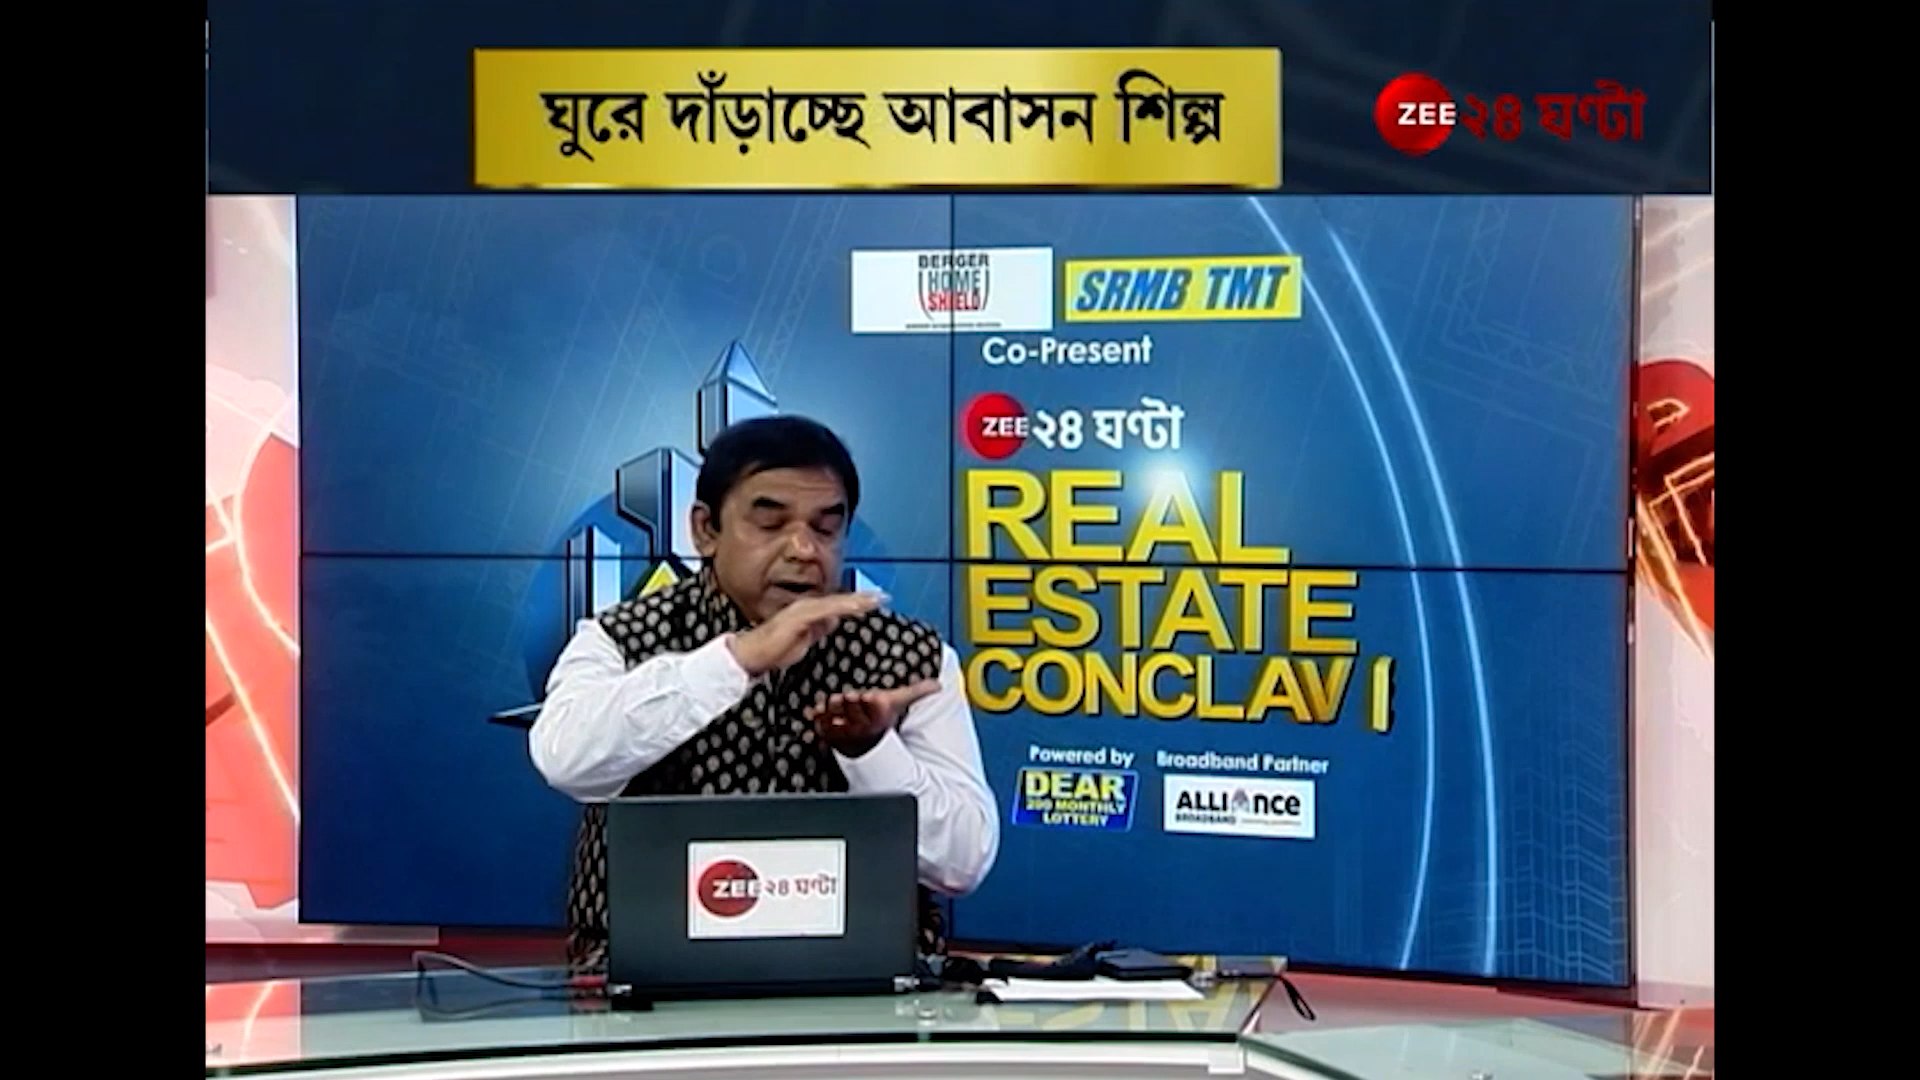 ঘুরে দাঁড়াচ্ছে আবাসন শিল্প
ZEE ২৪ ঘণ্টা
BERGER
HOME
SHIELD
SRMB TMT
Co-Present
ZEE ২৪ ঘণ্টা
REAL
ESTATE
CONCLAV
Powered by
Broadband Partner
DEAR
200 MONTHLY
LOTTERY
ALLIANCE
BROADBAND
ZEE ২৪ ঘণ্টা